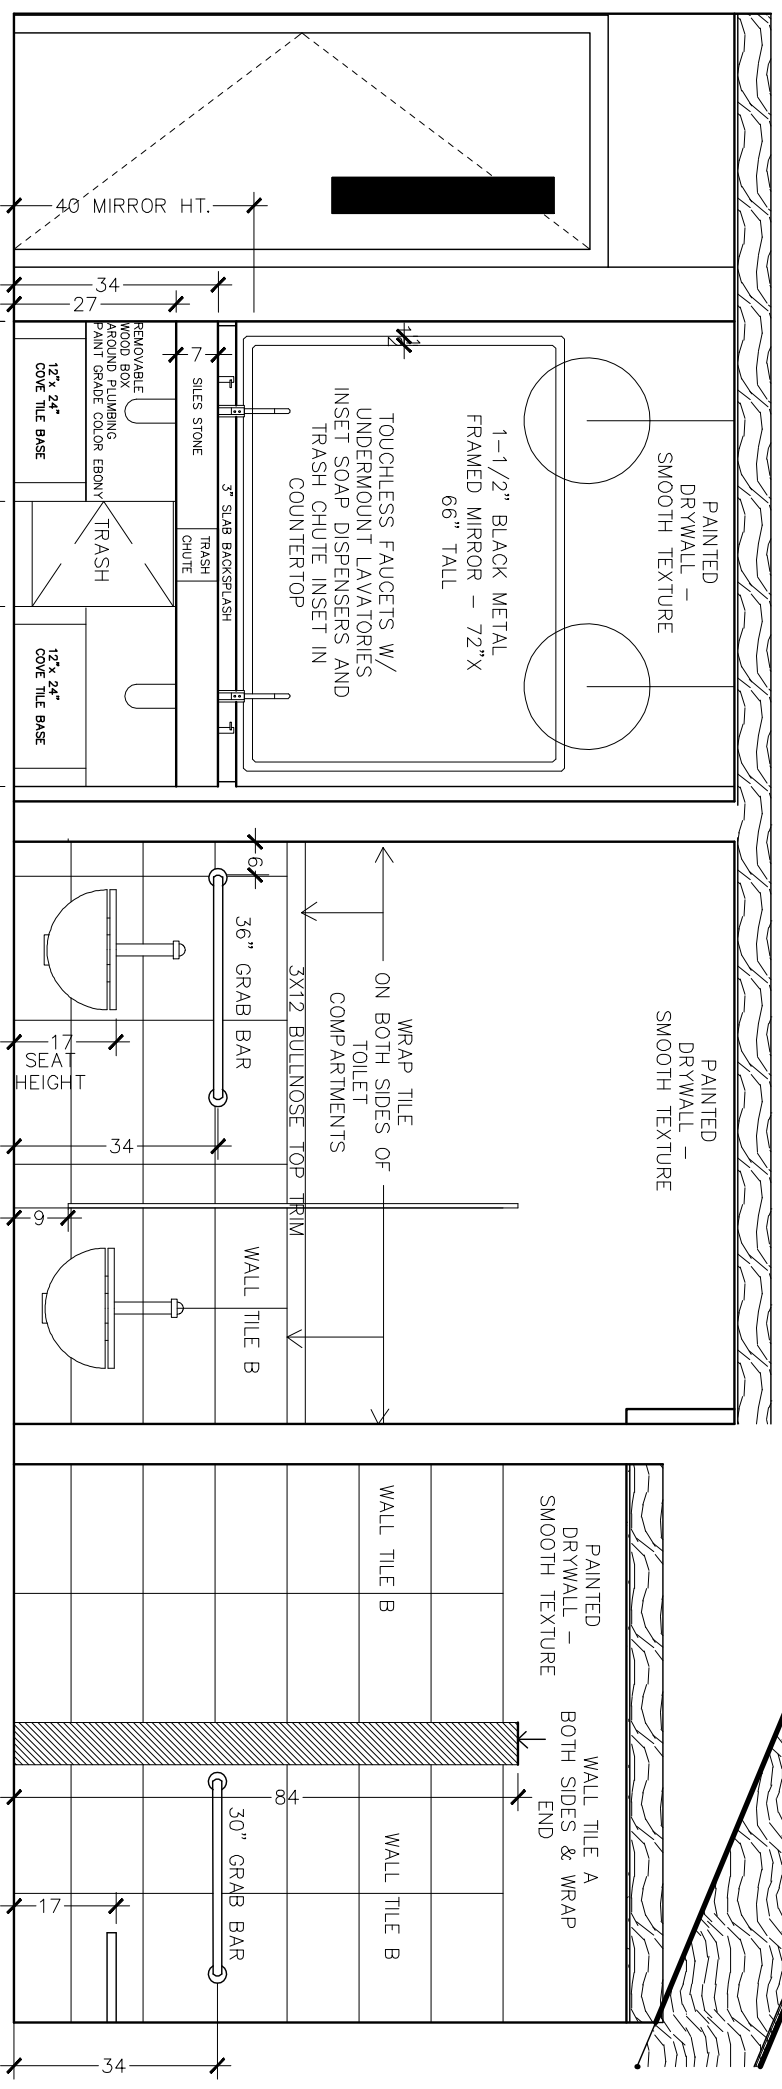 40 MIRROR HT.
34
27
7
1 1/2
REMOVABLE
WOOD BOX
AROUND PLUMBING
PAINT GRADE COLOR EBONY
12"x 24"
COVE TILE BASE
SILES STONE
TRASH
TRASH
CHUTE
3" SLAB BACKSPLASH
12"x 24"
COVE TILE BASE
PAINTED
DRYWALL –
SMOOTH TEXTURE
1–1/2" BLACK METAL
FRAMED MIRROR – 72"X
66" TALL
TOUCHLESS FAUCETS W/
UNDERMOUNT LAVATORIES
INSET SOAP DISPENSERS AND
TRASH CHUTE INSET IN
COUNTERTOP
PAINTED
DRYWALL –
SMOOTH TEXTURE
WRAP TILE
ON BOTH SIDES OF
TOILET
COMPARTMENTS
3X12 BULLNOSE TOP TRIM
6
36" GRAB BAR
17
SEAT
HEIGHT
34
9
WALL TILE B
PAINTED
DRYWALL –
SMOOTH TEXTURE
WALL TILE A
BOTH SIDES & WRAP
END
WALL TILE B
84
WALL TILE B
30" GRAB BAR
17
34